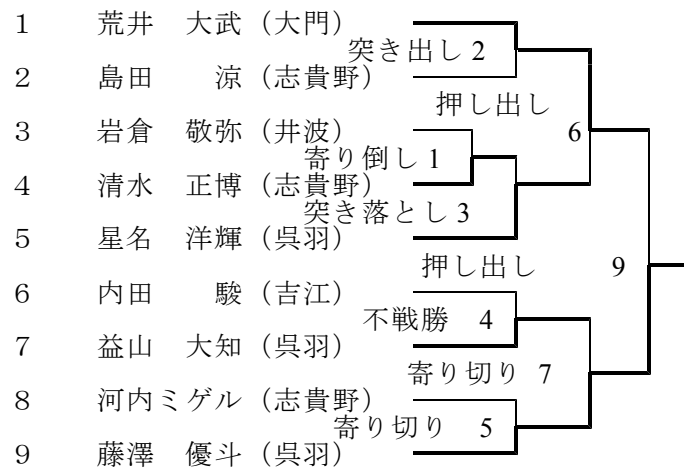 １　荒井　大武（大門）
突き出し 2
２　島田　　涼（志貴野）
押し出し
３　岩倉　敬弥（井波）
6
寄り倒し 1
４　清水　正博（志貴野）
突き落とし 3
５　星名　洋輝（呉羽）
押し出し　9
６　内田　　駿（吉江）
不戦勝　4
７　益山　大知（呉羽）
寄り切り 7
８　河内ミゲル（志貴野）
寄り切り　5
９　藤澤　優斗（呉羽）